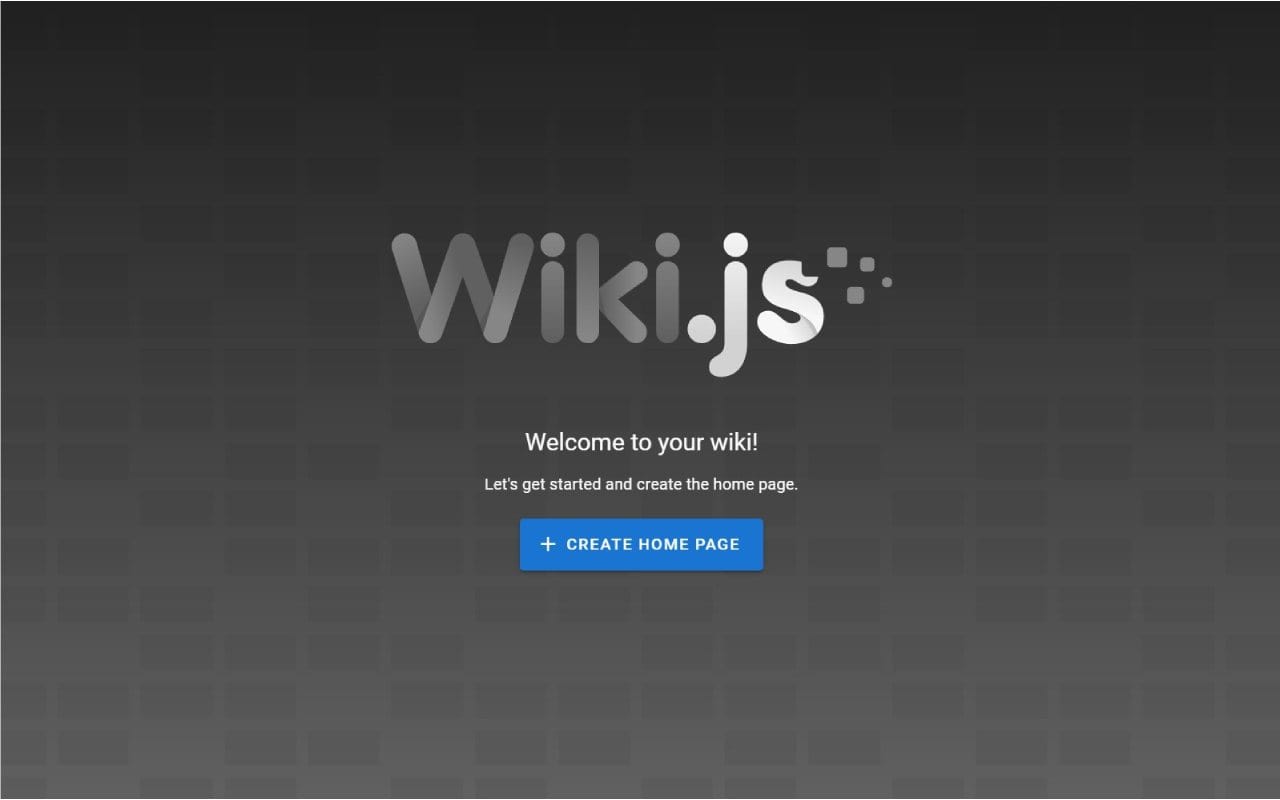 Wiki.js
Welcome to your wiki!
Let's get started and create the home page.
+ CREATE HOME PAGE